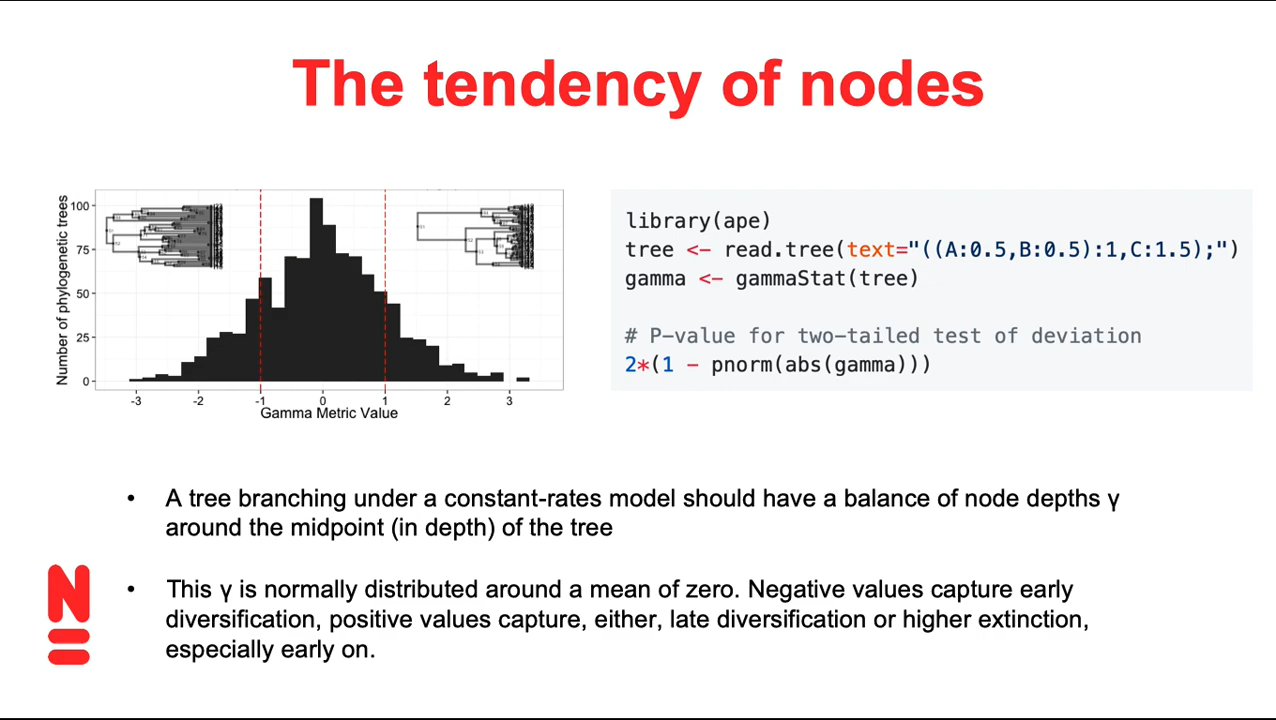 The tendency of nodes
Number of phylogenetic trees
100
75
50
25
0
-3 -2 -1 0 1 2 3
Gamma Metric Value
library(ape)
tree <- read.tree(text="((A:0.5,B:0.5):1,C:1.5);")
gamma <- gammaStat(tree)
# P-value for two-tailed test of deviation
2*(1 - pnorm(abs(gamma)))
• A tree branching under a constant-rates model should have a balance of node depths γ
around the midpoint (in depth) of the tree
• This γ is normally distributed around a mean of zero. Negative values capture early
diversification, positive values capture, either, late diversification or higher extinction,
especially early on.
N